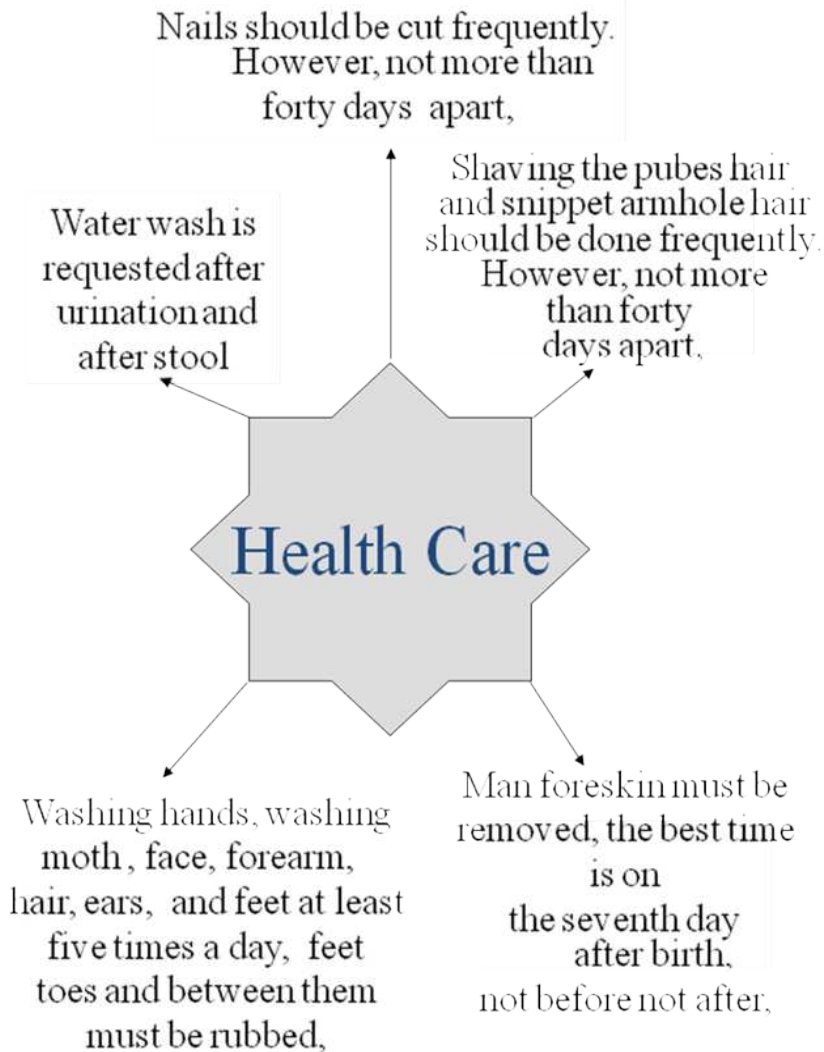 Nails should be cut frequently.
However, not more than
forty days apart,
Water wash is
requested after
urination and
after stool
Shaving the pubes hair
and snippet armhole hair
should be done frequently.
However, not more
than forty
days apart,
Health Care
Washing hands, washing
moth, face, forearm,
hair, ears, and feet at least
five times a day, feet
toes and between them
must be rubbed,
Man foreskin must be
removed, the best time
is on
the seventh day
after birth,
not before not after,